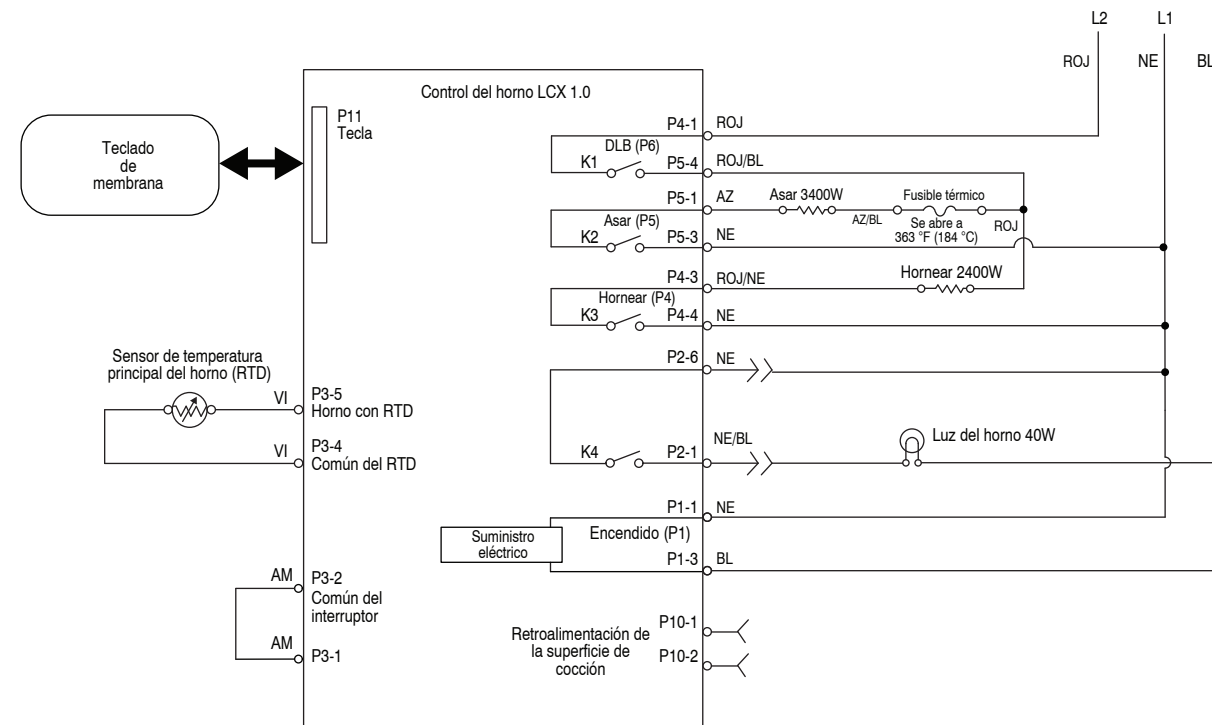 L2 L1
ROJ NE BL
Control del horno LCX 1.0
P11
Tecla
Teclado
de
membrana
P4-1 ROJ
DLB (P6)
K1 P5-4 ROJ/BL
P5-1 AZ Asar 3400W Fusible térmico
AZ/BL Se abre a ROJ
363 °F (184 °C)
Asar (P5)
K2 P5-3 NE
P4-3 ROJ/NE Hornear 2400W
Hornear (P4)
K3 P4-4 NE
P2-6 NE
Sensor de temperatura
principal del horno (RTD)
VI P3-5
Horno con RTD
VI P3-4
Común del RTD
NE/BL Luz del horno 40W
K4 P2-1
P1-1 NE
Suministro
eléctrico
Encendido (P1)
P1-3 BL
AM P3-2
Común del
interruptor
AM P3-1
Retroalimentación de
la superficie de
cocción
P10-1
P10-2